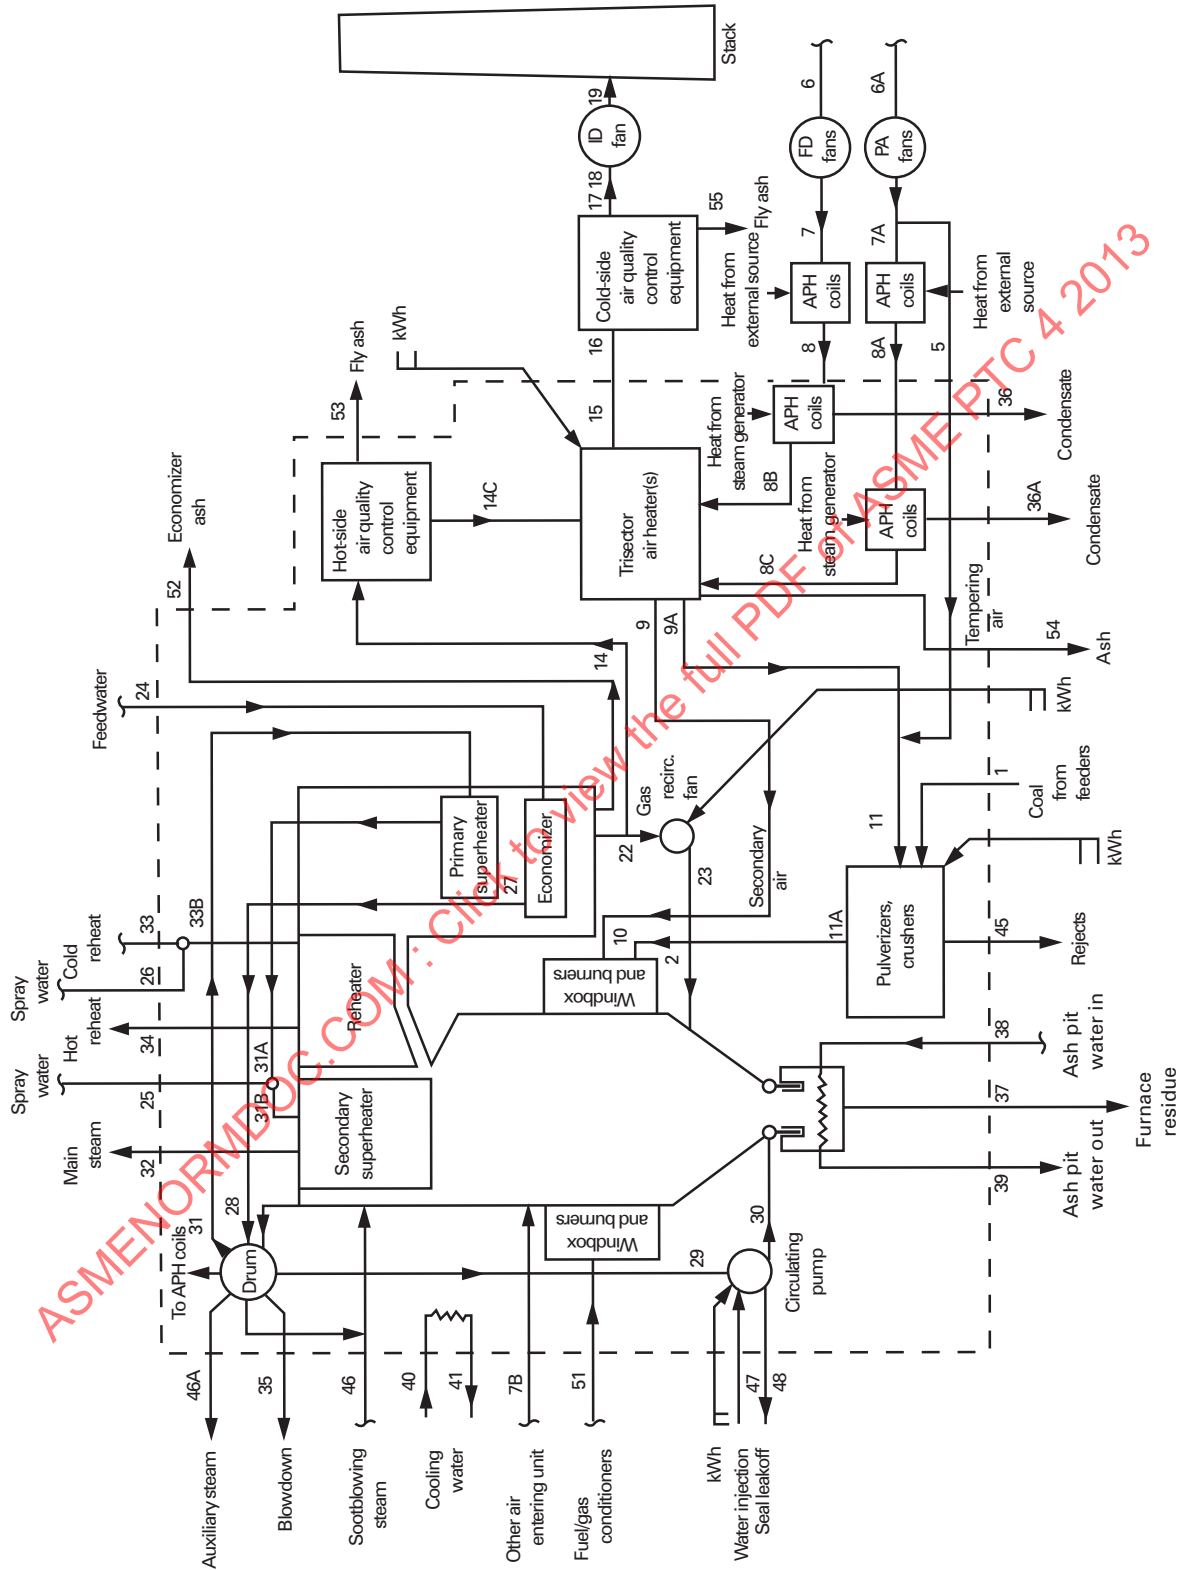 Stack
19
ID
fan
17
18
6
6A
FD
fans
PA
fans
55
Fly ash
7
7A
Cold-side
air quality
control
equipment
Heat from
external source
APH
coils
APH
coils
Heat from
external
source
kWh
Fly ash
53
16
15
8
8A
5
36
Condensate
Heat from
steam generator
APH
coils
8B
Hot-side
air quality
control
equipment
14C
Trisector
air heater(s)
Heat from
steam generator
APH
coils
36A
Condensate
8C
Economizer
ash
52
Tempering
air
54
Ash
9
9A
14
kWh
Feedwater
24
Gas
recirc.
fan
1
Coal
from
feeders
Primary
superheater
27
Economizer
22
23
Secondary
air
11
kWh
33
33B
Cold
reheat
26
Spray
water
10
2
11A
Pulverizers,
crushers
45
Rejects
Windbox
and burners
Reheater
34
Hot
reheat
31A
25
Spray
water
31B
38
Ash pit
water in
37
Furnace
residue
39
Ash pit
water out
Secondary
superheater
32
Main
steam
28
31
To APH coils
Drum
Windbox
and burners
29
30
Circulating
pump
46A
Auxiliary steam
35
Blowdown
46
Sootblowing
steam
40
41
Cooling
water
7B
Other air
entering unit
51
Fuel/gas
conditioners
47
48
kWh
Water injection
Seal leakoff
ASMENORMDOC.COM : Click to view the full PDF of ASME PTC 4 2013